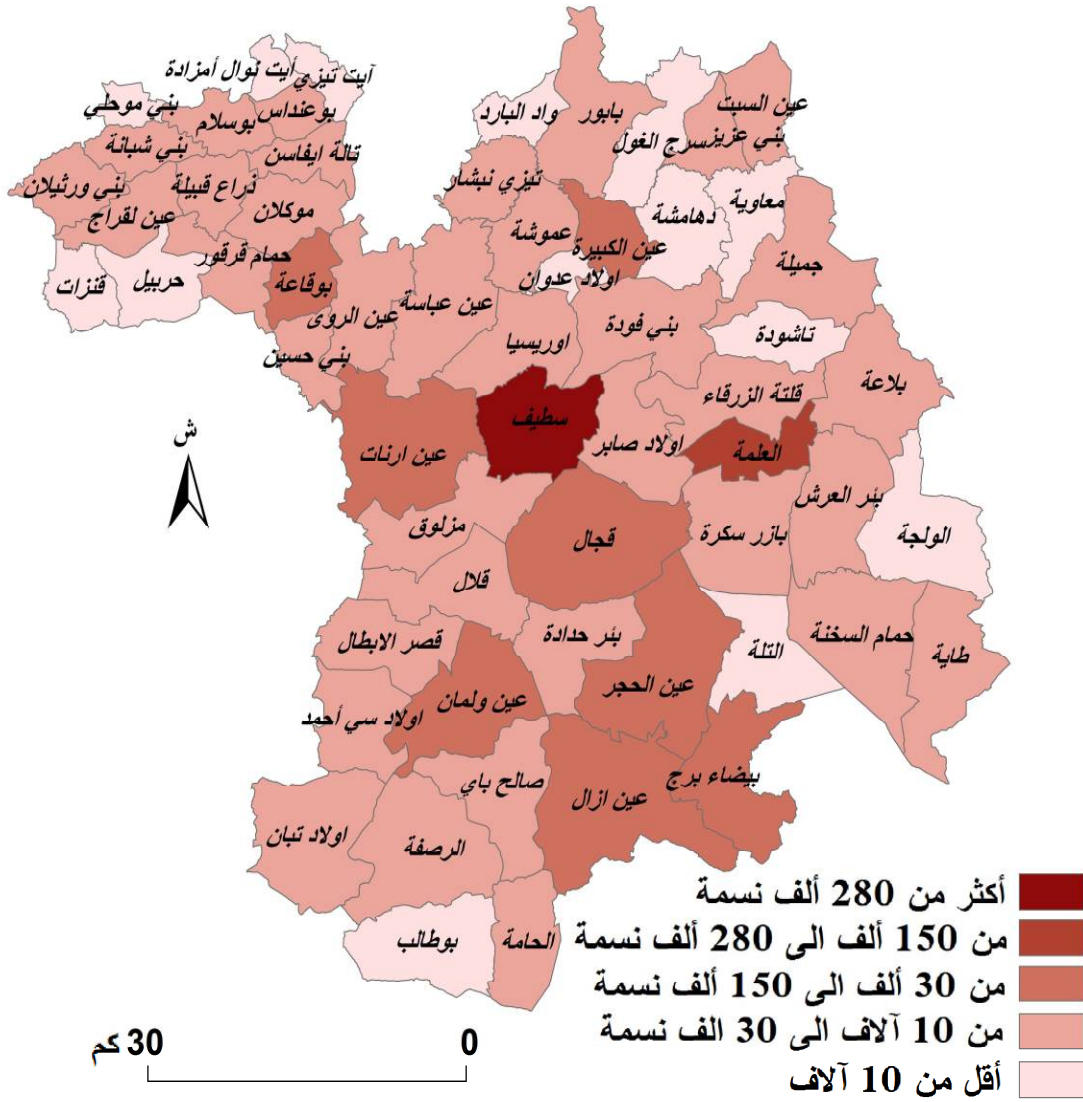 أيت نوال أمزادة
آيت تيزي
بني موحلي
بوسلام
بوعنداس
بني شبانة
تالة ايفاسن
بني ورثيلان
ذراع قبيلة
عين لقراج
موكلان
حمام قرقور
قنزات
حربيل
بوقاعة
عين الروى
بني حسين
عين عباسة
واد البارد
بابور
سرج الغول
بني عزيز
عين السبت
تيزي نبشار
عموشة
عين الكبيرة
دهامشة
معاوية
اولاد عدوان
جميلة
اوريسيا
بني فودة
تاشودة
بلاعة
سطيف
عين ارنات
اولاد صابر
قلتة الزرقاء
العلمة
بئر العرش
الولجة
بازر سكرة
قجال
مزلوق
قلال
قصر الابطال
بئر حدادة
التلة
حمام السخنة
طاية
عين الحجر
عين ولمان
اولاد سي أحمد
صالح باي
عين ازال
بيضاء برج
اولاد تبان
الرصفة
بوطالب
الحامة
ش
أكثر من 280 ألف نسمة
من 150 ألف الى 280 ألف نسمة
من 30 ألف الى 150 ألف نسمة
من 10 آلاف الى 30 الف نسمة
أقل من 10 آلاف
0
30 كم